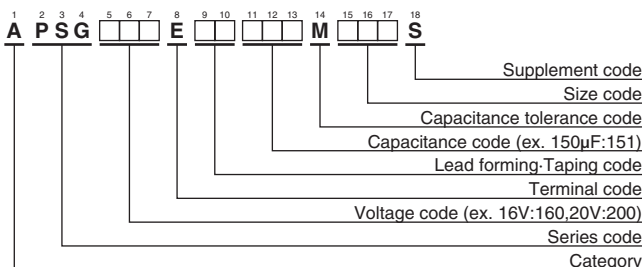 1 2 3 4 5 6 7 8 9 10 11 12 13 14 15 16 17 18
A P S G E M S
Supplement code
Size code
Capacitance tolerance code
Capacitance code (ex. 150µF:151)
Lead forming·Taping code
Terminal code
Voltage code (ex. 16V:160,20V:200)
Series code
Category